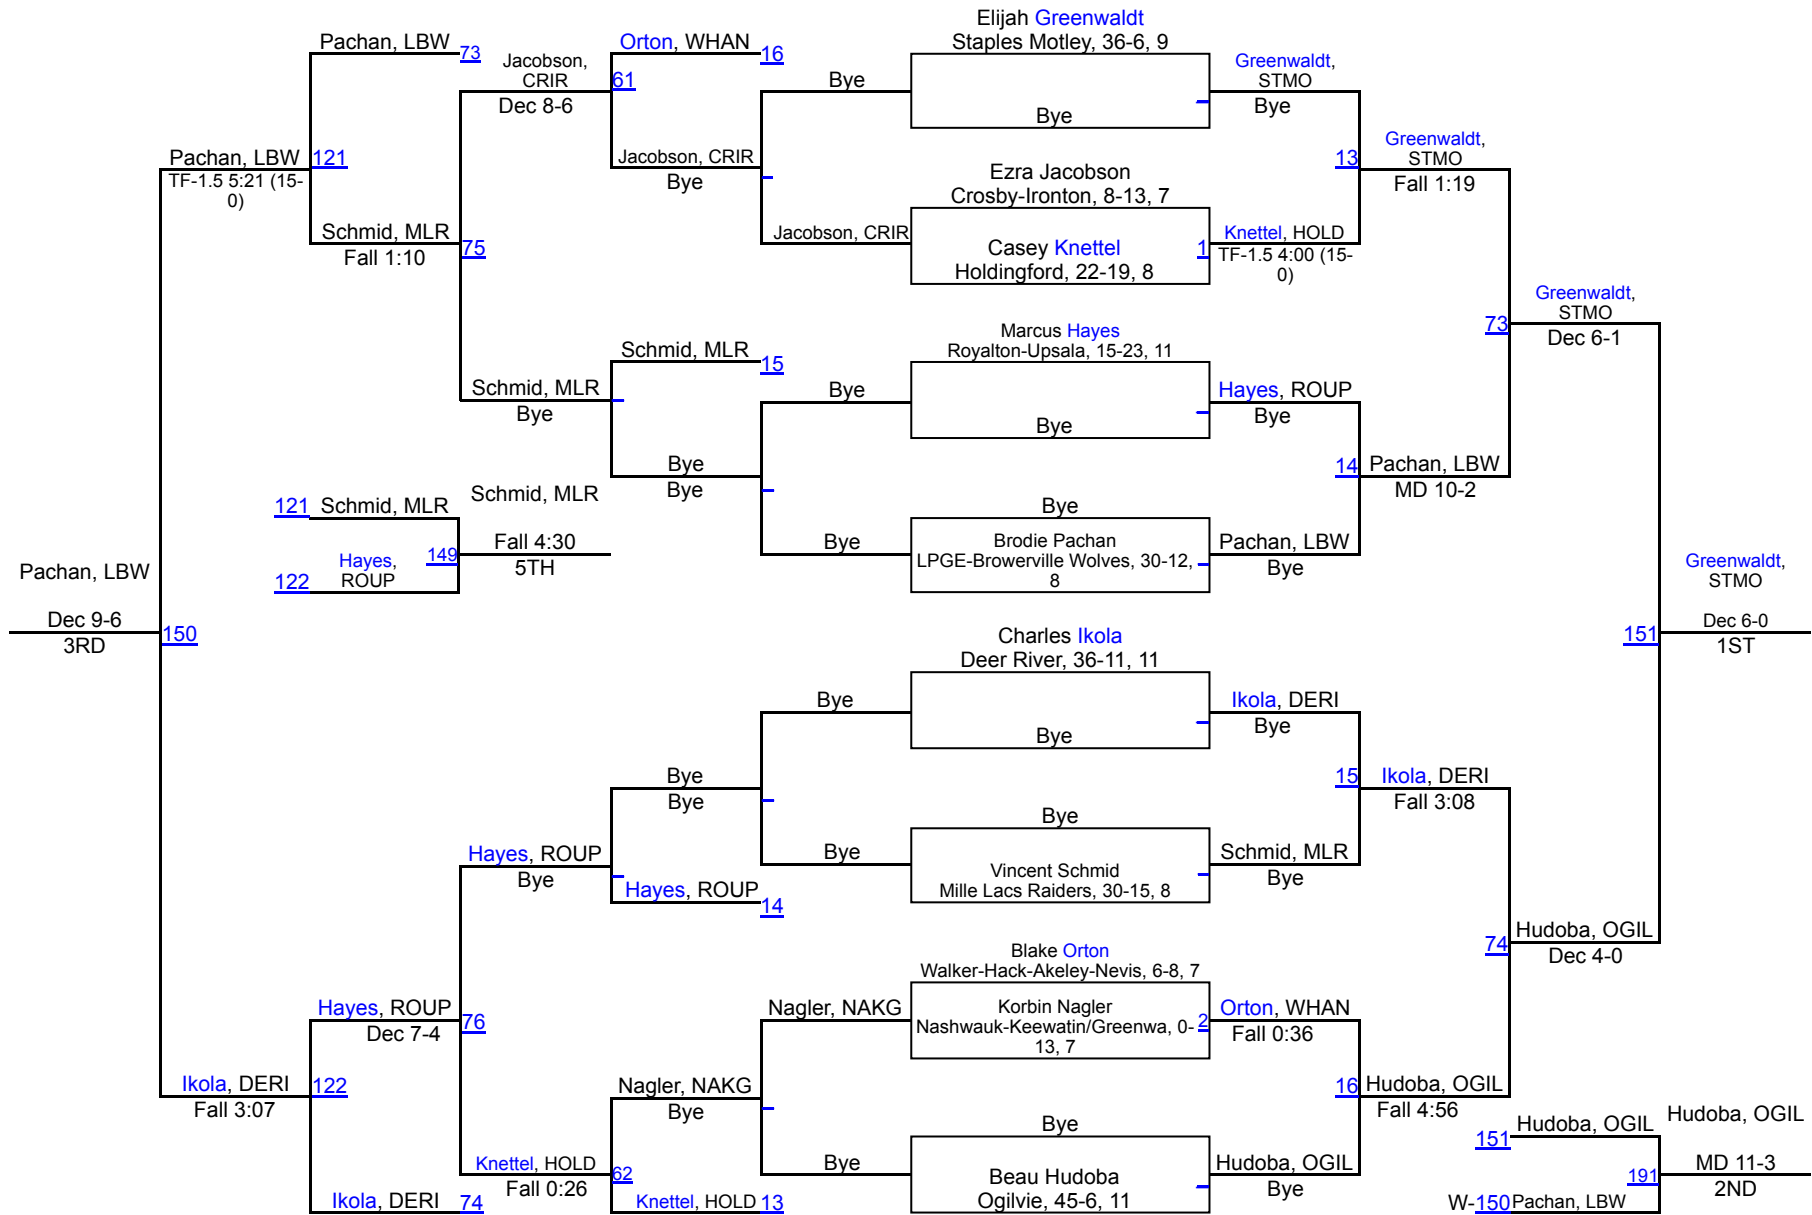 Elijah Greenwaldt
Staples Motley, 36-6, 9
Bye
Bye
Greenwaldt,
STMO
Bye
Ezra Jacobson
Crosby-Ironton, 8-13, 7
Jacobson, CRIR
Casey Knettel
Holdingford, 22-19, 8
1
Knettel, HOLD
TF-1.5 4:00 (15-
0)
13
Greenwaldt,
STMO
Fall 1:19
Marcus Hayes
Royalton-Upsala, 15-23, 11
Bye
Bye
Hayes, ROUP
Bye
Bye
Bye
Brodie Pachan
LPGE-Browerville Wolves, 30-12,
8
Pachan, LBW
Bye
14
Pachan, LBW
MD 10-2
73
Greenwaldt,
STMO
Dec 6-1
Charles Ikola
Deer River, 36-11, 11
Bye
Bye
Ikola, DERI
Bye
Bye
Bye
Vincent Schmid
Mille Lacs Raiders, 30-15, 8
Schmid, MLR
Bye
15
Ikola, DERI
Fall 3:08
Blake Orton
Walker-Hack-Akeley-Nevis, 6-8, 7
Nagler, NAKG
Korbin Nagler
Nashwauk-Keewatin/Greenwa, 0-
13, 7
2
Orton, WHAN
Fall 0:36
Bye
Bye
Beau Hudoba
Ogilvie, 45-6, 11
Hudoba, OGIL
Bye
16
Hudoba, OGIL
Fall 4:56
74
Hudoba, OGIL
Dec 4-0
151
Greenwaldt,
STMO
Dec 6-0
1ST
151
Hudoba, OGIL
W-150
Pachan, LBW
191
Hudoba, OGIL
MD 11-3
2ND
Orton, WHAN
16
Jacobson, CRIR
Bye
61
Jacobson,
CRIR
Dec 8-6
Schmid, MLR
15
Bye
Bye
Schmid, MLR
Bye
75
Schmid, MLR
Fall 1:10
Pachan, LBW
73
121
Pachan, LBW
TF-1.5 5:21 (15-
0)
121
Schmid, MLR
122
Hayes,
ROUP
149
Schmid, MLR
Fall 4:30
5TH
Bye
Bye
Hayes, ROUP
14
Hayes, ROUP
Bye
Nagler, NAKG
Bye
Knettel, HOLD
13
62
Knettel, HOLD
Fall 0:26
76
Hayes, ROUP
Dec 7-4
Ikola, DERI
74
122
Ikola, DERI
Fall 3:07
150
Pachan, LBW
Dec 9-6
3RD